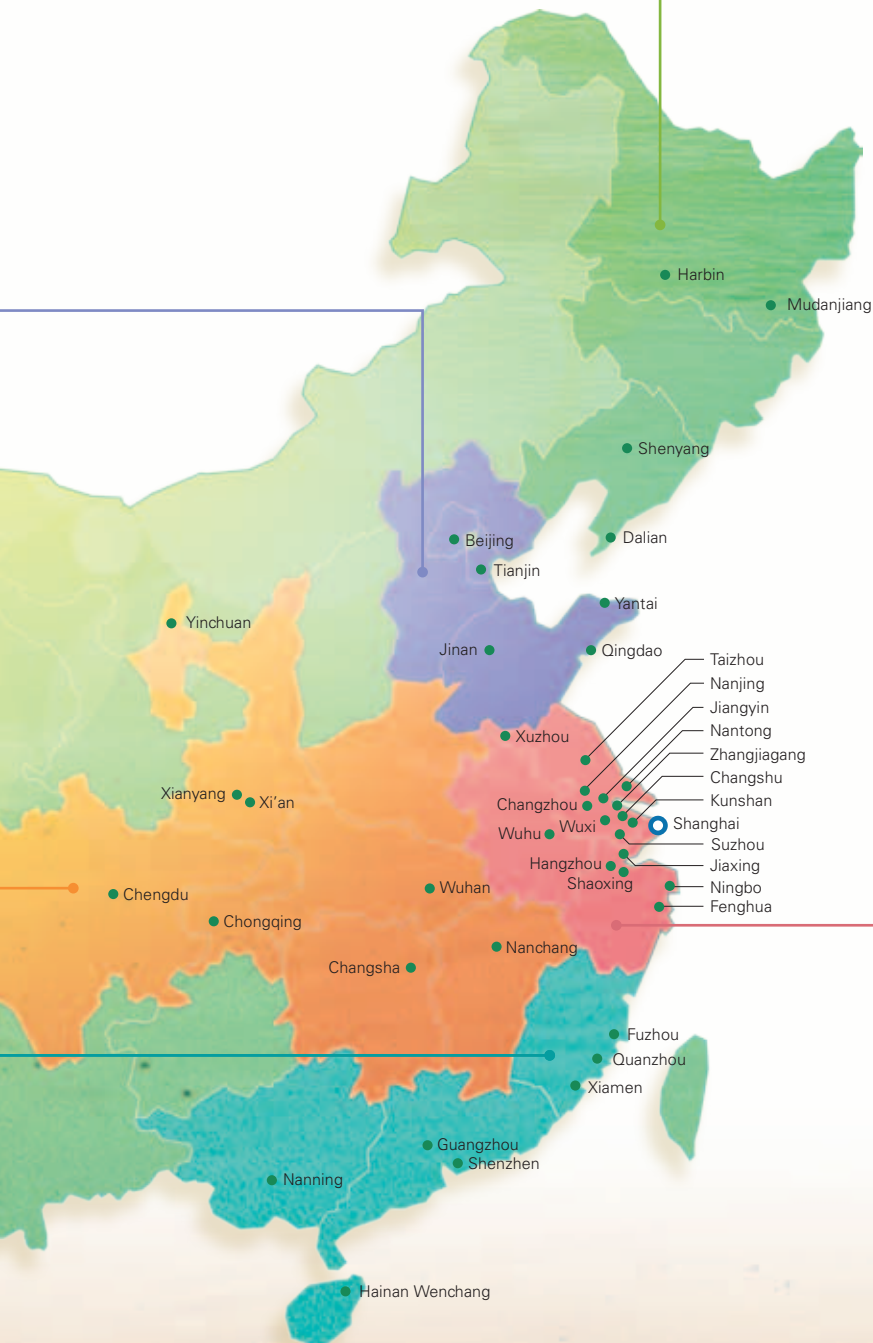 Harbin
Mudanjiang
Shenyang
Beijing
Dalian
Tianjin
Yantai
Yinchuan
Jinan
Qingdao
Taizhou
Nanjing
Jiangyin
Nantong
Xuzhou
Zhangjiagang
Changshu
Xianyang
Xi'an
Changzhou
Kunshan
Wuhu
Wuxi
Shanghai
Suzhou
Hangzhou
Jiaxing
Shaoxing
Ningbo
Fenghua
Chengdu
Wuhan
Chongqing
Nanchang
Changsha
Fuzhou
Quanzhou
Xiamen
Guangzhou
Shenzhen
Nanning
Hainan Wenchang